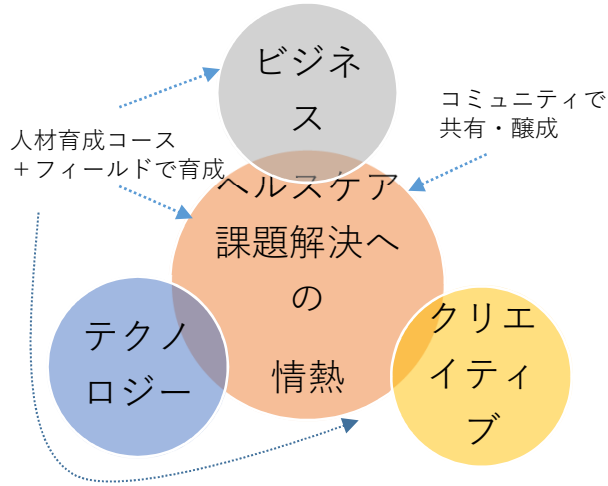 ビジネ
ス
コミュニティで
共有・醸成
人材育成コース
＋フィールドで育成
ヘルスケア
課題解決へ
の
情熱
テクノ
ロジー
クリエ
イティ
ブ